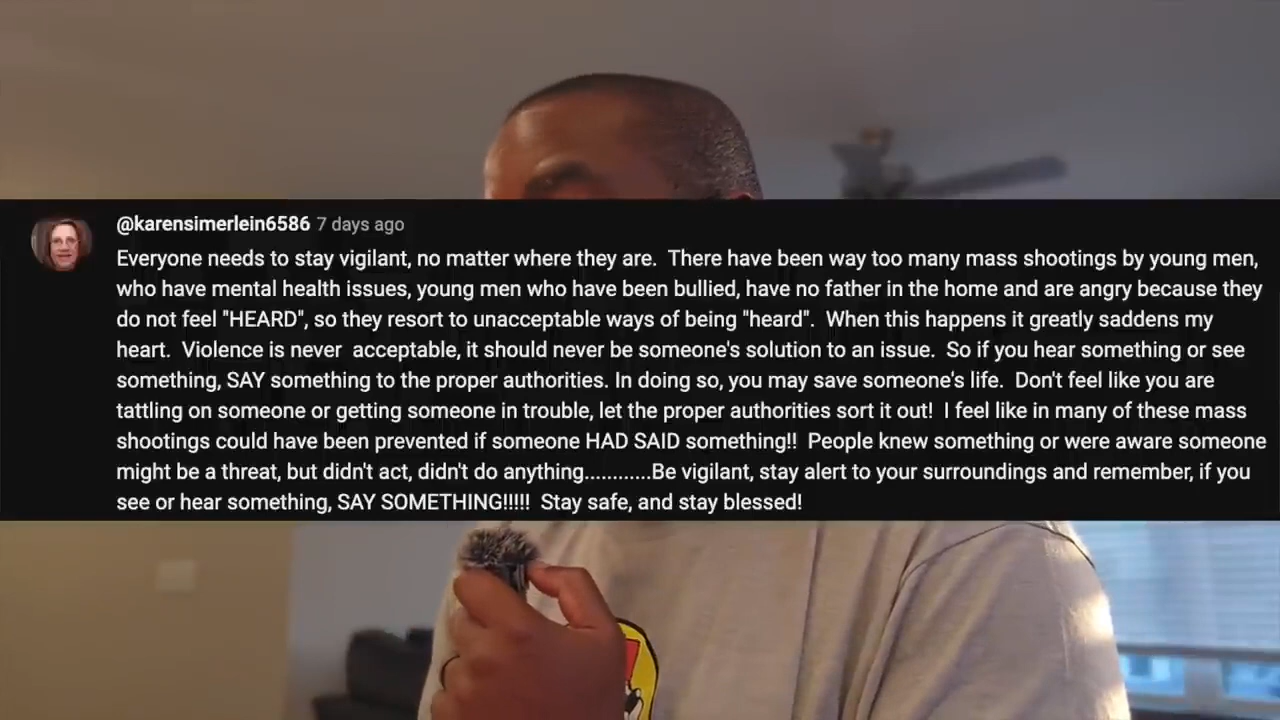 @karensimerlein6586 7 days ago
Everyone needs to stay vigilant, no matter where they are.  There have been way too many mass shootings by young men,
who have mental health issues, young men who have been bullied, have no father in the home and are angry because they
do not feel "HEARD", so they resort to unacceptable ways of being "heard".  When this happens it greatly saddens my
heart.  Violence is never  acceptable, it should never be someone's solution to an issue.  So if you hear something or see
something, SAY something to the proper authorities. In doing so, you may save someone's life.  Don't feel like you are
tattling on someone or getting someone in trouble, let the proper authorities sort it out!  I feel like in many of these mass
shootings could have been prevented if someone HAD SAID something!!  People knew something or were aware someone
might be a threat, but didn't act, didn't do anything............Be vigilant, stay alert to your surroundings and remember, if you
see or hear something, SAY SOMETHING!!!!!  Stay safe, and stay blessed!